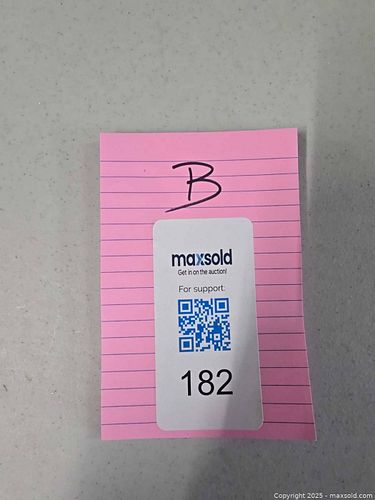 B
maxsold
Get in on the auction!
For support:
182
Copyright 2025 - maxsold.com